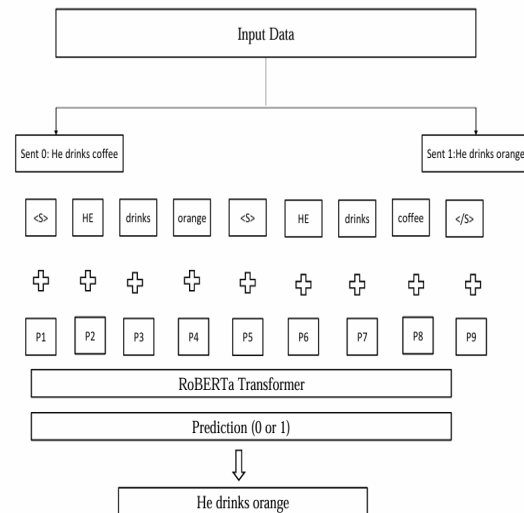 Input Data
Sent 0: He drinks coffee
Sent 1:He drinks orange
<S> HE drinks orange <S> HE drinks coffee </S>
P1 P2 P3 P4 P5 P6 P7 P8 P9
RoBERTa Transformer
Prediction (0 or 1)
He drinks orange